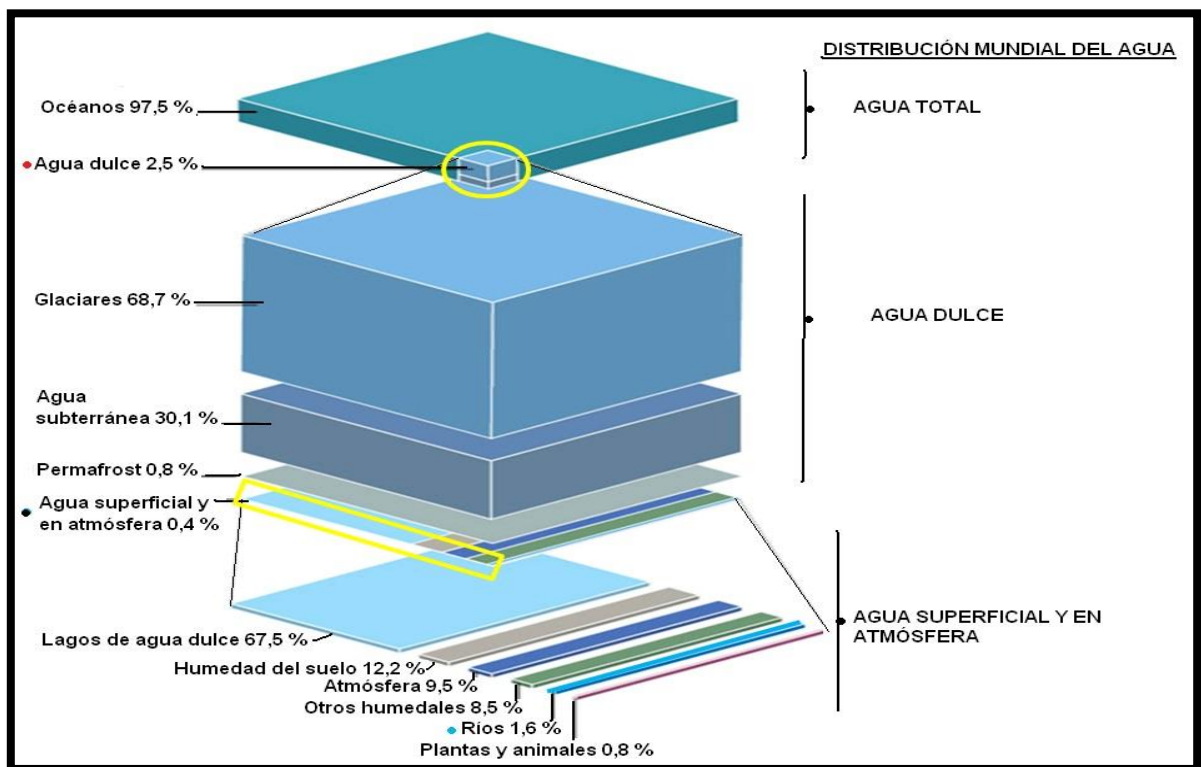 DISTRIBUCIÓN MUNDIAL DEL AGUA
Océanos 97,5 %
AGUA TOTAL
Agua dulce 2,5 %
Glaciares 68,7 %
AGUA DULCE
Agua
subterránea 30,1 %
Permafrost 0,8 %
Agua superficial y
en atmósfera 0,4 %
AGUA SUPERFICIAL Y EN
ATMÓSFERA
Lagos de agua dulce 67,5 %
Humedad del suelo 12,2 %
Atmósfera 9,5 %
Otros humedales 8,5 %
Ríos 1,6 %
Plantas y animales 0,8 %